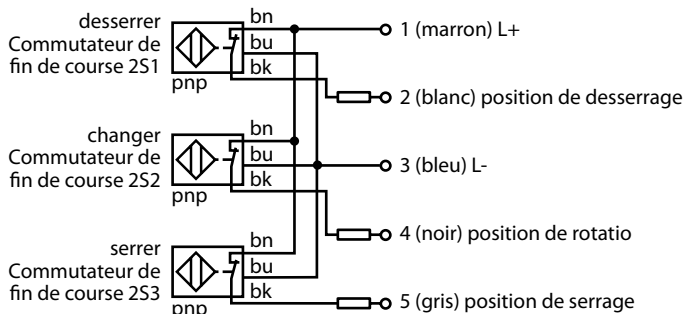 desserrer
Commutateur de
fin de course 2S1
bn
bu
bk
pnp
1 (marron) L+
2 (blanc) position de desserrage
changer
Commutateur de
fin de course 2S2
bn
bu
bk
pnp
3 (bleu) L-
4 (noir) position de rotatio
serrer
Commutateur de
fin de course 2S3
bn
bu
bk
pnp
5 (gris) position de serrage